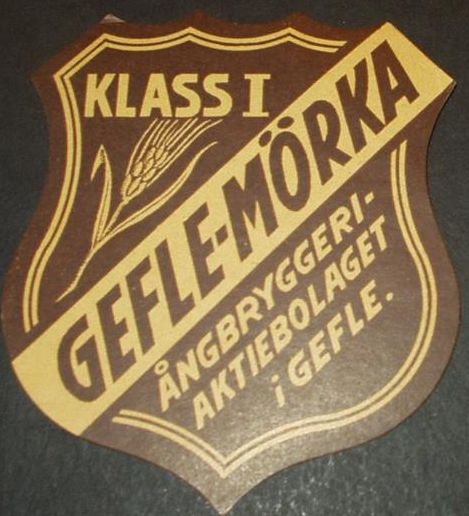 KLASS I
GEFLE-MÖRKA
ÅNGBRYGGERI-
AKTIEBOLAGET
i GEFLE.